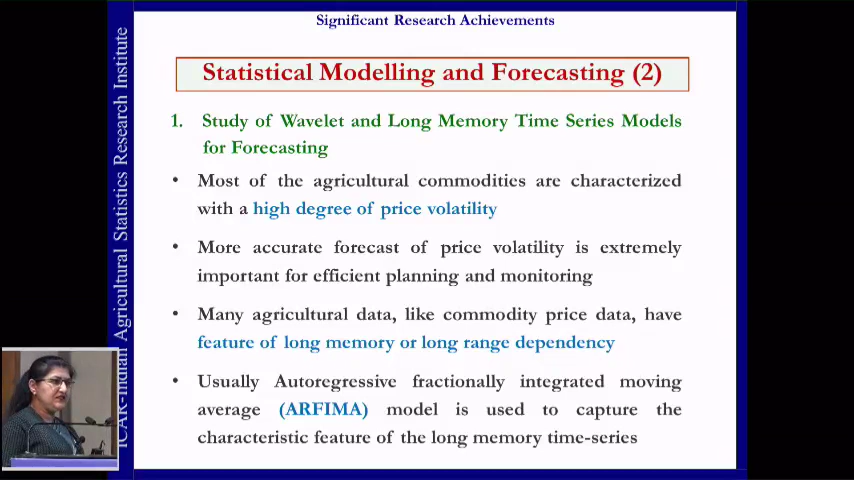 Significant Research Achievements
Statistical Modelling and Forecasting (2)
ICAR-Indian Agricultural Statistics Research Institute
1. Study of Wavelet and Long Memory Time Series Models
for Forecasting
• Most of the agricultural commodities are characterized
with a high degree of price volatility
• More accurate forecast of price volatility is extremely
important for efficient planning and monitoring
• Many agricultural data, like commodity price data, have
feature of long memory or long range dependency
• Usually Autoregressive fractionally integrated moving
average (ARFIMA) model is used to capture the
characteristic feature of the long memory time-series